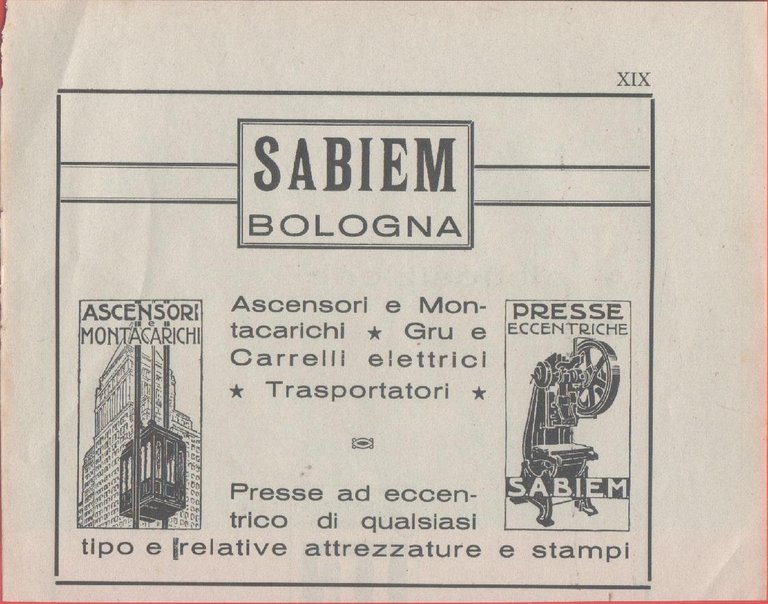 XIX
SABIEM
BOLOGNA
ASCENSORI
e
MONTACARICHI
Ascensori e Mon-
tacarichi ★ Gru e
Carrelli elettrici
★ Trasportatori ★
PRESSE
ECCENTRICHE
SABIEM
Presse ad eccen-
trico di qualsiasi
tipo e relative attrezzature e stampi